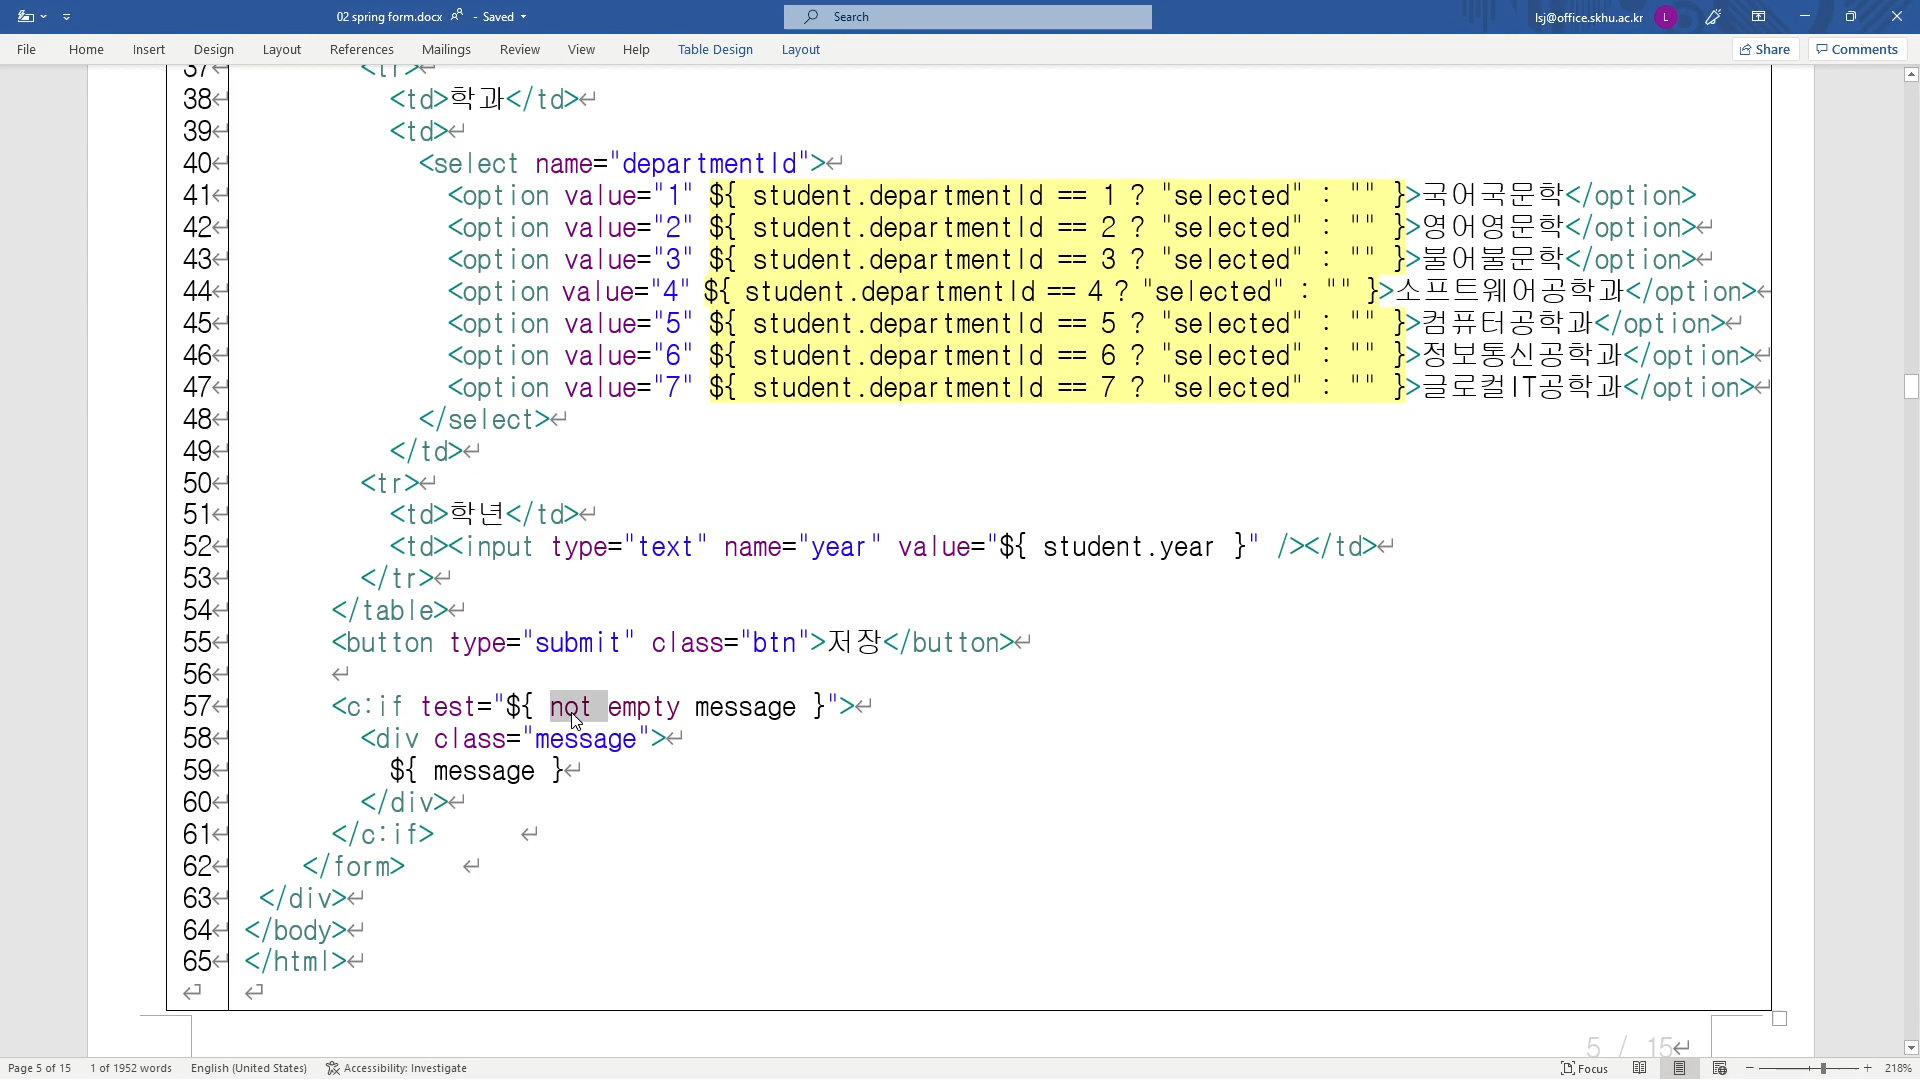 02 spring form.docx - Saved
Search
lsj@office.skhu.ac.kr L
File Home Insert Design Layout References Mailings Review View Help Table Design Layout Share Comments
37 <tr>
38 <td>학과</td>
39 <td>
40 <select name="departmentId">
41 <option value="1" ${ student.departmentId == 1 ? "selected" : "" }>국어국문학</option>
42 <option value="2" ${ student.departmentId == 2 ? "selected" : "" }>영어영문학</option>
43 <option value="3" ${ student.departmentId == 3 ? "selected" : "" }>불어불문학</option>
44 <option value="4" ${ student.departmentId == 4 ? "selected" : "" }>소프트웨어공학과</option>
45 <option value="5" ${ student.departmentId == 5 ? "selected" : "" }>컴퓨터공학과</option>
46 <option value="6" ${ student.departmentId == 6 ? "selected" : "" }>정보통신공학과</option>
47 <option value="7" ${ student.departmentId == 7 ? "selected" : "" }>글로컬IT공학과</option>
48 </select>
49 </td>
50 <tr>
51 <td>학년</td>
52 <td><input type="text" name="year" value="${ student.year }" /></td>
53 </tr>
54 </table>
55 <button type="submit" class="btn">저장</button>
56
57 <c:if test="${ not empty message }">
58 <div class="message">
59 ${ message }
60 </div>
61 </c:if>
62 </form>
63 </div>
64 </body>
65 </html>
5 / 15
Page 5 of 15 1 of 1952 words English (United States) Accessibility: Investigate Focus 218%